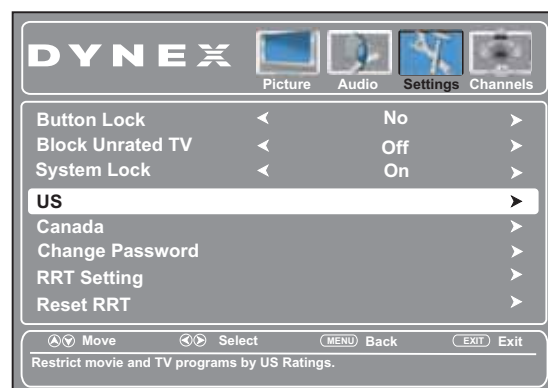 DYNEX
Picture Audio Settings Channels
Button Lock No
Block Unrated TV Off
System Lock On
US
Canada
Change Password
RRT Setting
Reset RRT
Move Select MENU Back EXIT Exit
Restrict movie and TV programs by US Ratings.